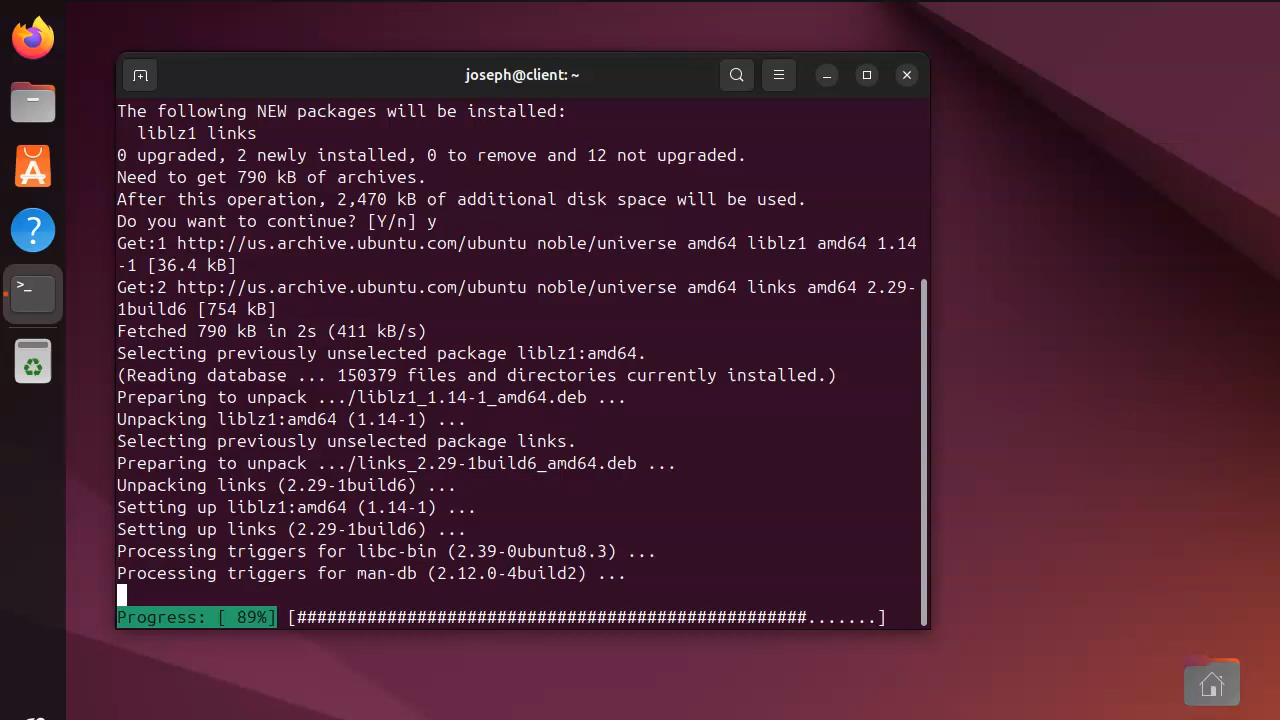 joseph@client: ~
The following NEW packages will be installed:
liblz1 links
0 upgraded, 2 newly installed, 0 to remove and 12 not upgraded.
Need to get 790 kB of archives.
After this operation, 2,470 kB of additional disk space will be used.
Do you want to continue? [Y/n] y
Get:1 http://us.archive.ubuntu.com/ubuntu noble/universe amd64 liblz1 amd64 1.14
-1 [36.4 kB]
Get:2 http://us.archive.ubuntu.com/ubuntu noble/universe amd64 links amd64 2.29-
1build6 [754 kB]
Fetched 790 kB in 2s (411 kB/s)
Selecting previously unselected package liblz1:amd64.
(Reading database ... 150379 files and directories currently installed.)
Preparing to unpack .../liblz1_1.14-1_amd64.deb ...
Unpacking liblz1:amd64 (1.14-1) ...
Selecting previously unselected package links.
Preparing to unpack .../links_2.29-1build6_amd64.deb ...
Unpacking links (2.29-1build6) ...
Setting up liblz1:amd64 (1.14-1) ...
Setting up links (2.29-1build6) ...
Processing triggers for libc-bin (2.39-0ubuntu8.3) ...
Processing triggers for man-db (2.12.0-4build2) ...
Progress: [ 89%] [###################################################.......]